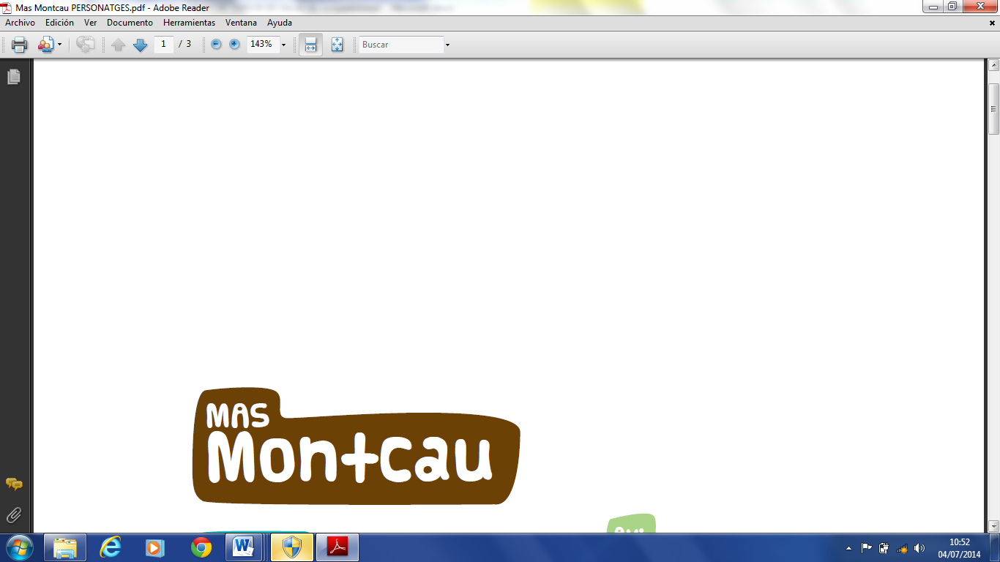 Mas Montcau PERSONATGES.pdf - Adobe Reader
Archivo Edición Ver Documento Herramientas Ventana Ayuda
1 / 3 143% Buscar
MAS
Montcau
10:52
04/07/2014